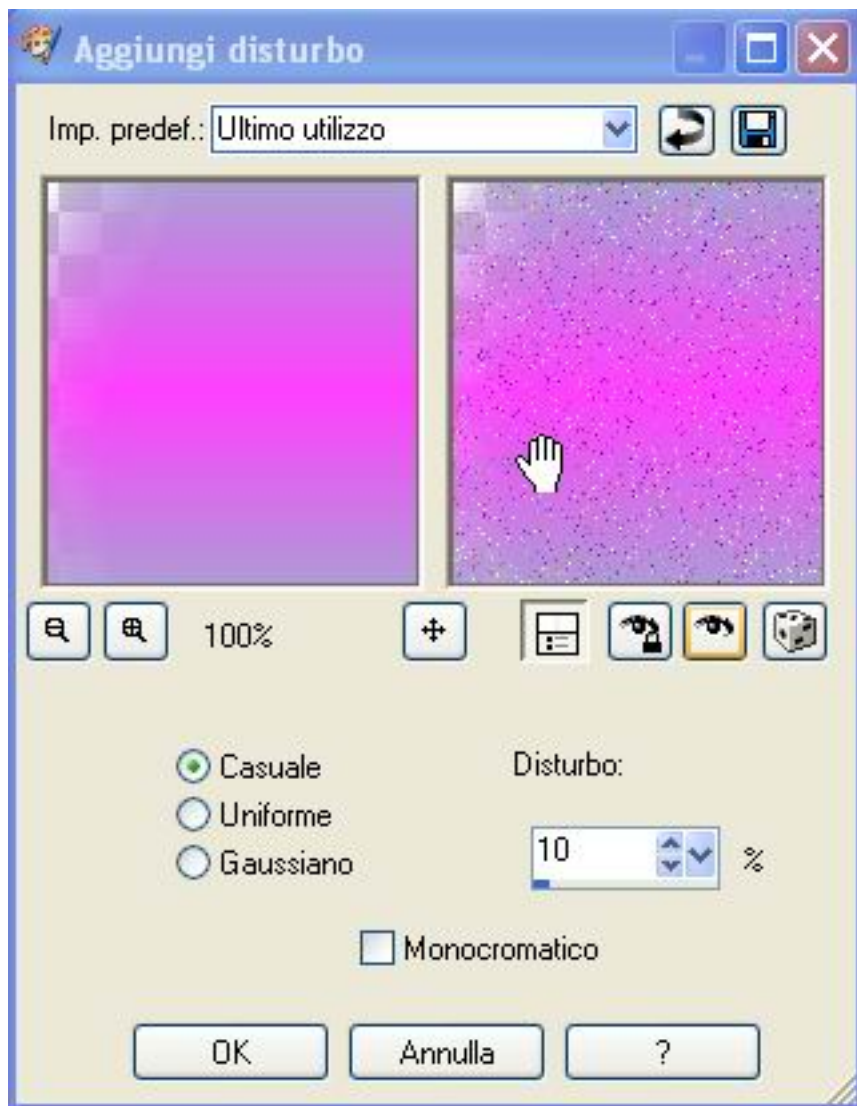 Aggiungi disturbo
Imp. predef.: Ultimo utilizzo
100%
Casuale
Disturbo:
Uniforme
10 %
Gaussiano
Monocromatico
OK Annulla ?